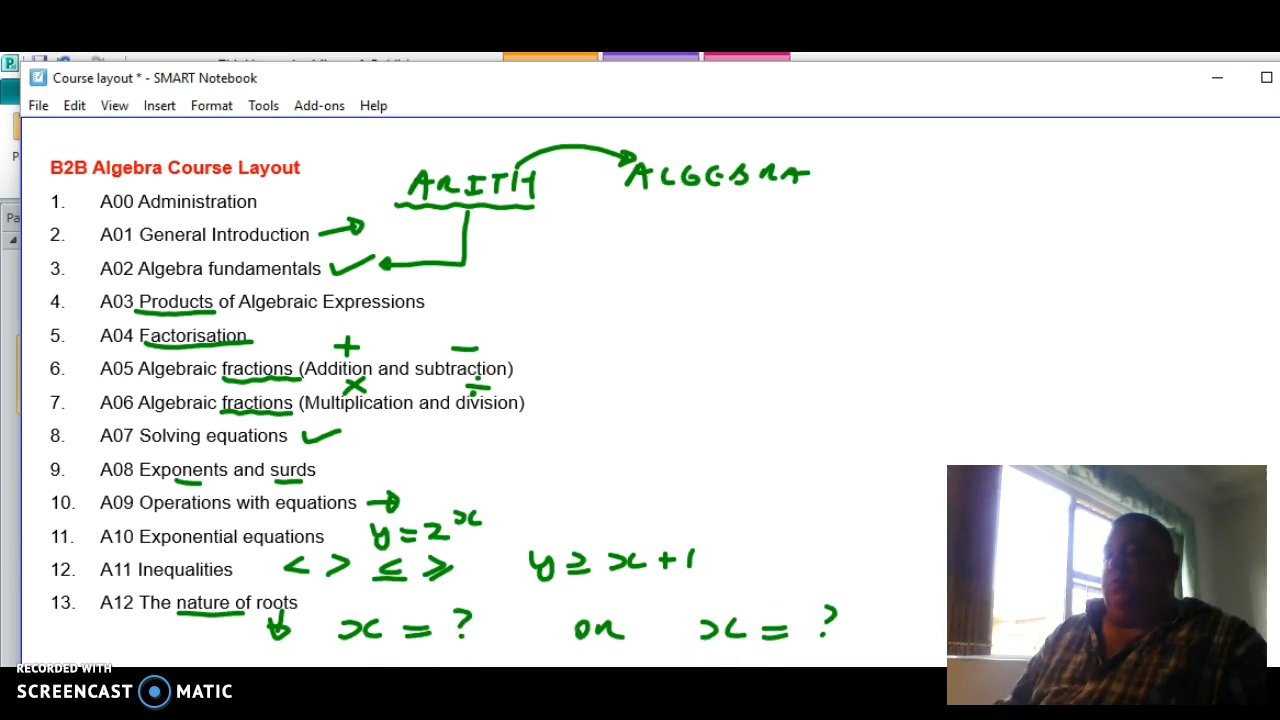 Course layout * - SMART Notebook
File Edit View Insert Format Tools Add-ons Help
B2B Algebra Course Layout
ARITH ALGEBRA
1. A00 Administration
2. A01 General Introduction
3. A02 Algebra fundamentals
4. A03 Products of Algebraic Expressions
5. A04 Factorisation
+ −
6. A05 Algebraic fractions (Addition and subtraction)
× ÷
7. A06 Algebraic fractions (Multiplication and division)
8. A07 Solving equations
9. A08 Exponents and surds
10. A09 Operations with equations
11. A10 Exponential equations y = 2^x
12. A11 Inequalities < > ≤ ≥ y ≥ x + 1
13. A12 The nature of roots
x = ? or x = ?
RECORDED WITH
SCREENCAST MATIC